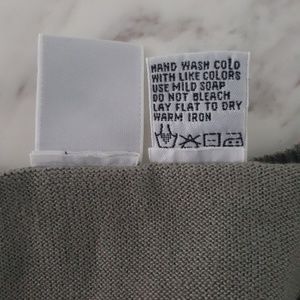 HAND WASH COLD
WITH LIKE COLORS
USE MILD SOAP
DO NOT BLEACH
LAY FLAT TO DRY
WARM IRON